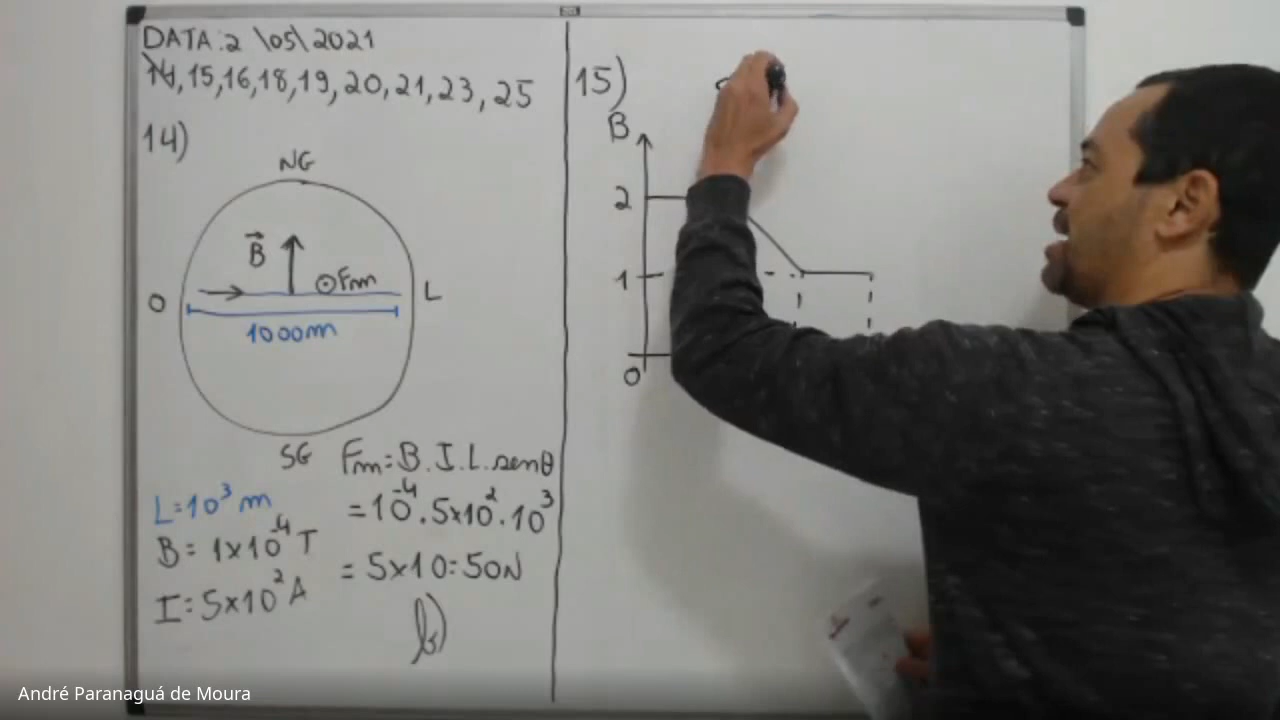 DATA: 2 \05\ 2021
14, 15, 16, 18, 19, 20, 21, 23, 25
14)
NG
B
Fm
O
L
1000m
SG
Fm = B.I.L.senθ
L = 10³ m
= 10⁻⁴ . 5x10² . 10³
B = 1x10⁻⁴ T
= 5x10 = 50N
I = 5x10² A
b)
15)
B
2
1
0
André Paranaguá de Moura